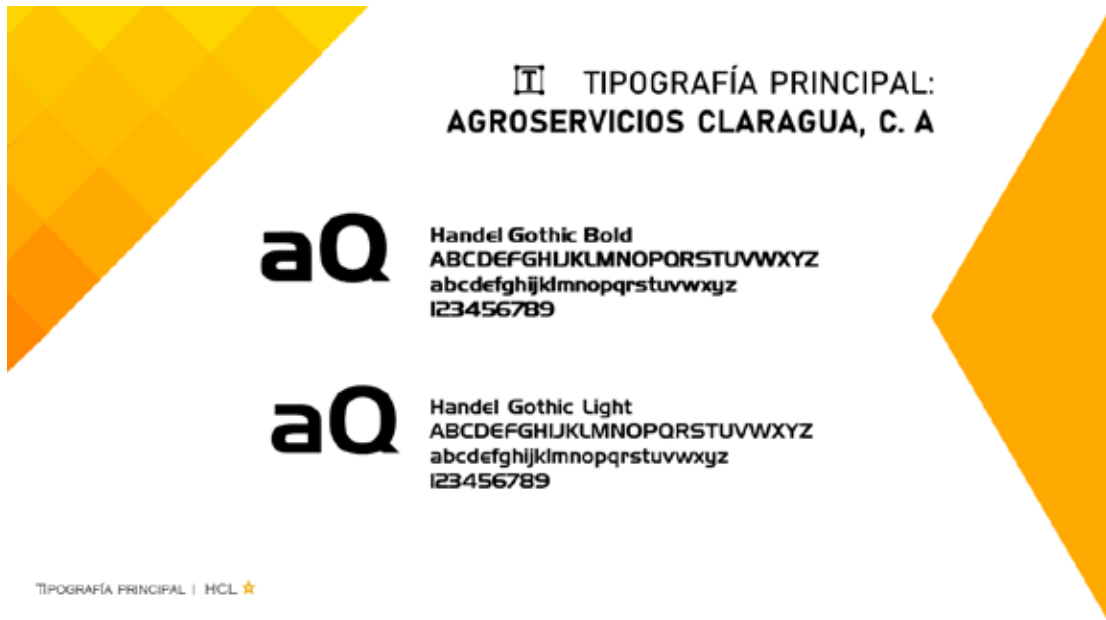 T TIPOGRAFÍA PRINCIPAL:
AGROSERVICIOS CLARAGUA, C. A
aQ
Handel Gothic Bold
ABCDEFGHIJKLMNOPQRSTUVWXYZ
abcdefghijklmnopqrstuvwxyz
123456789
aQ
Handel Gothic Light
ABCDEFGHIJKLMNOPQRSTUVWXYZ
abcdefghijklmnopqrstuvwxyz
123456789
TIPOGRAFÍA PRINCIPAL | HCL